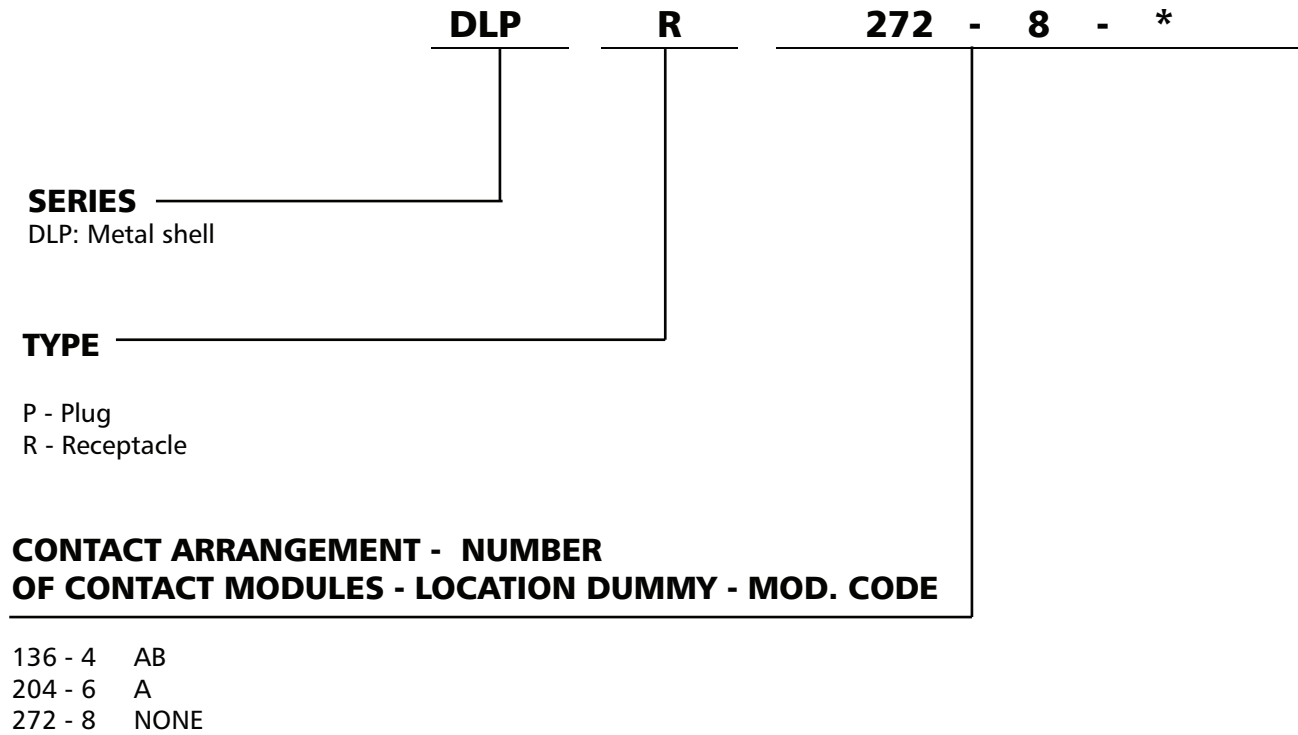 DLP R 272 - 8 - *
SERIES
DLP: Metal shell
TYPE
P - Plug
R - Receptacle
CONTACT ARRANGEMENT - NUMBER
OF CONTACT MODULES - LOCATION DUMMY - MOD. CODE
136 - 4 AB
204 - 6 A
272 - 8 NONE